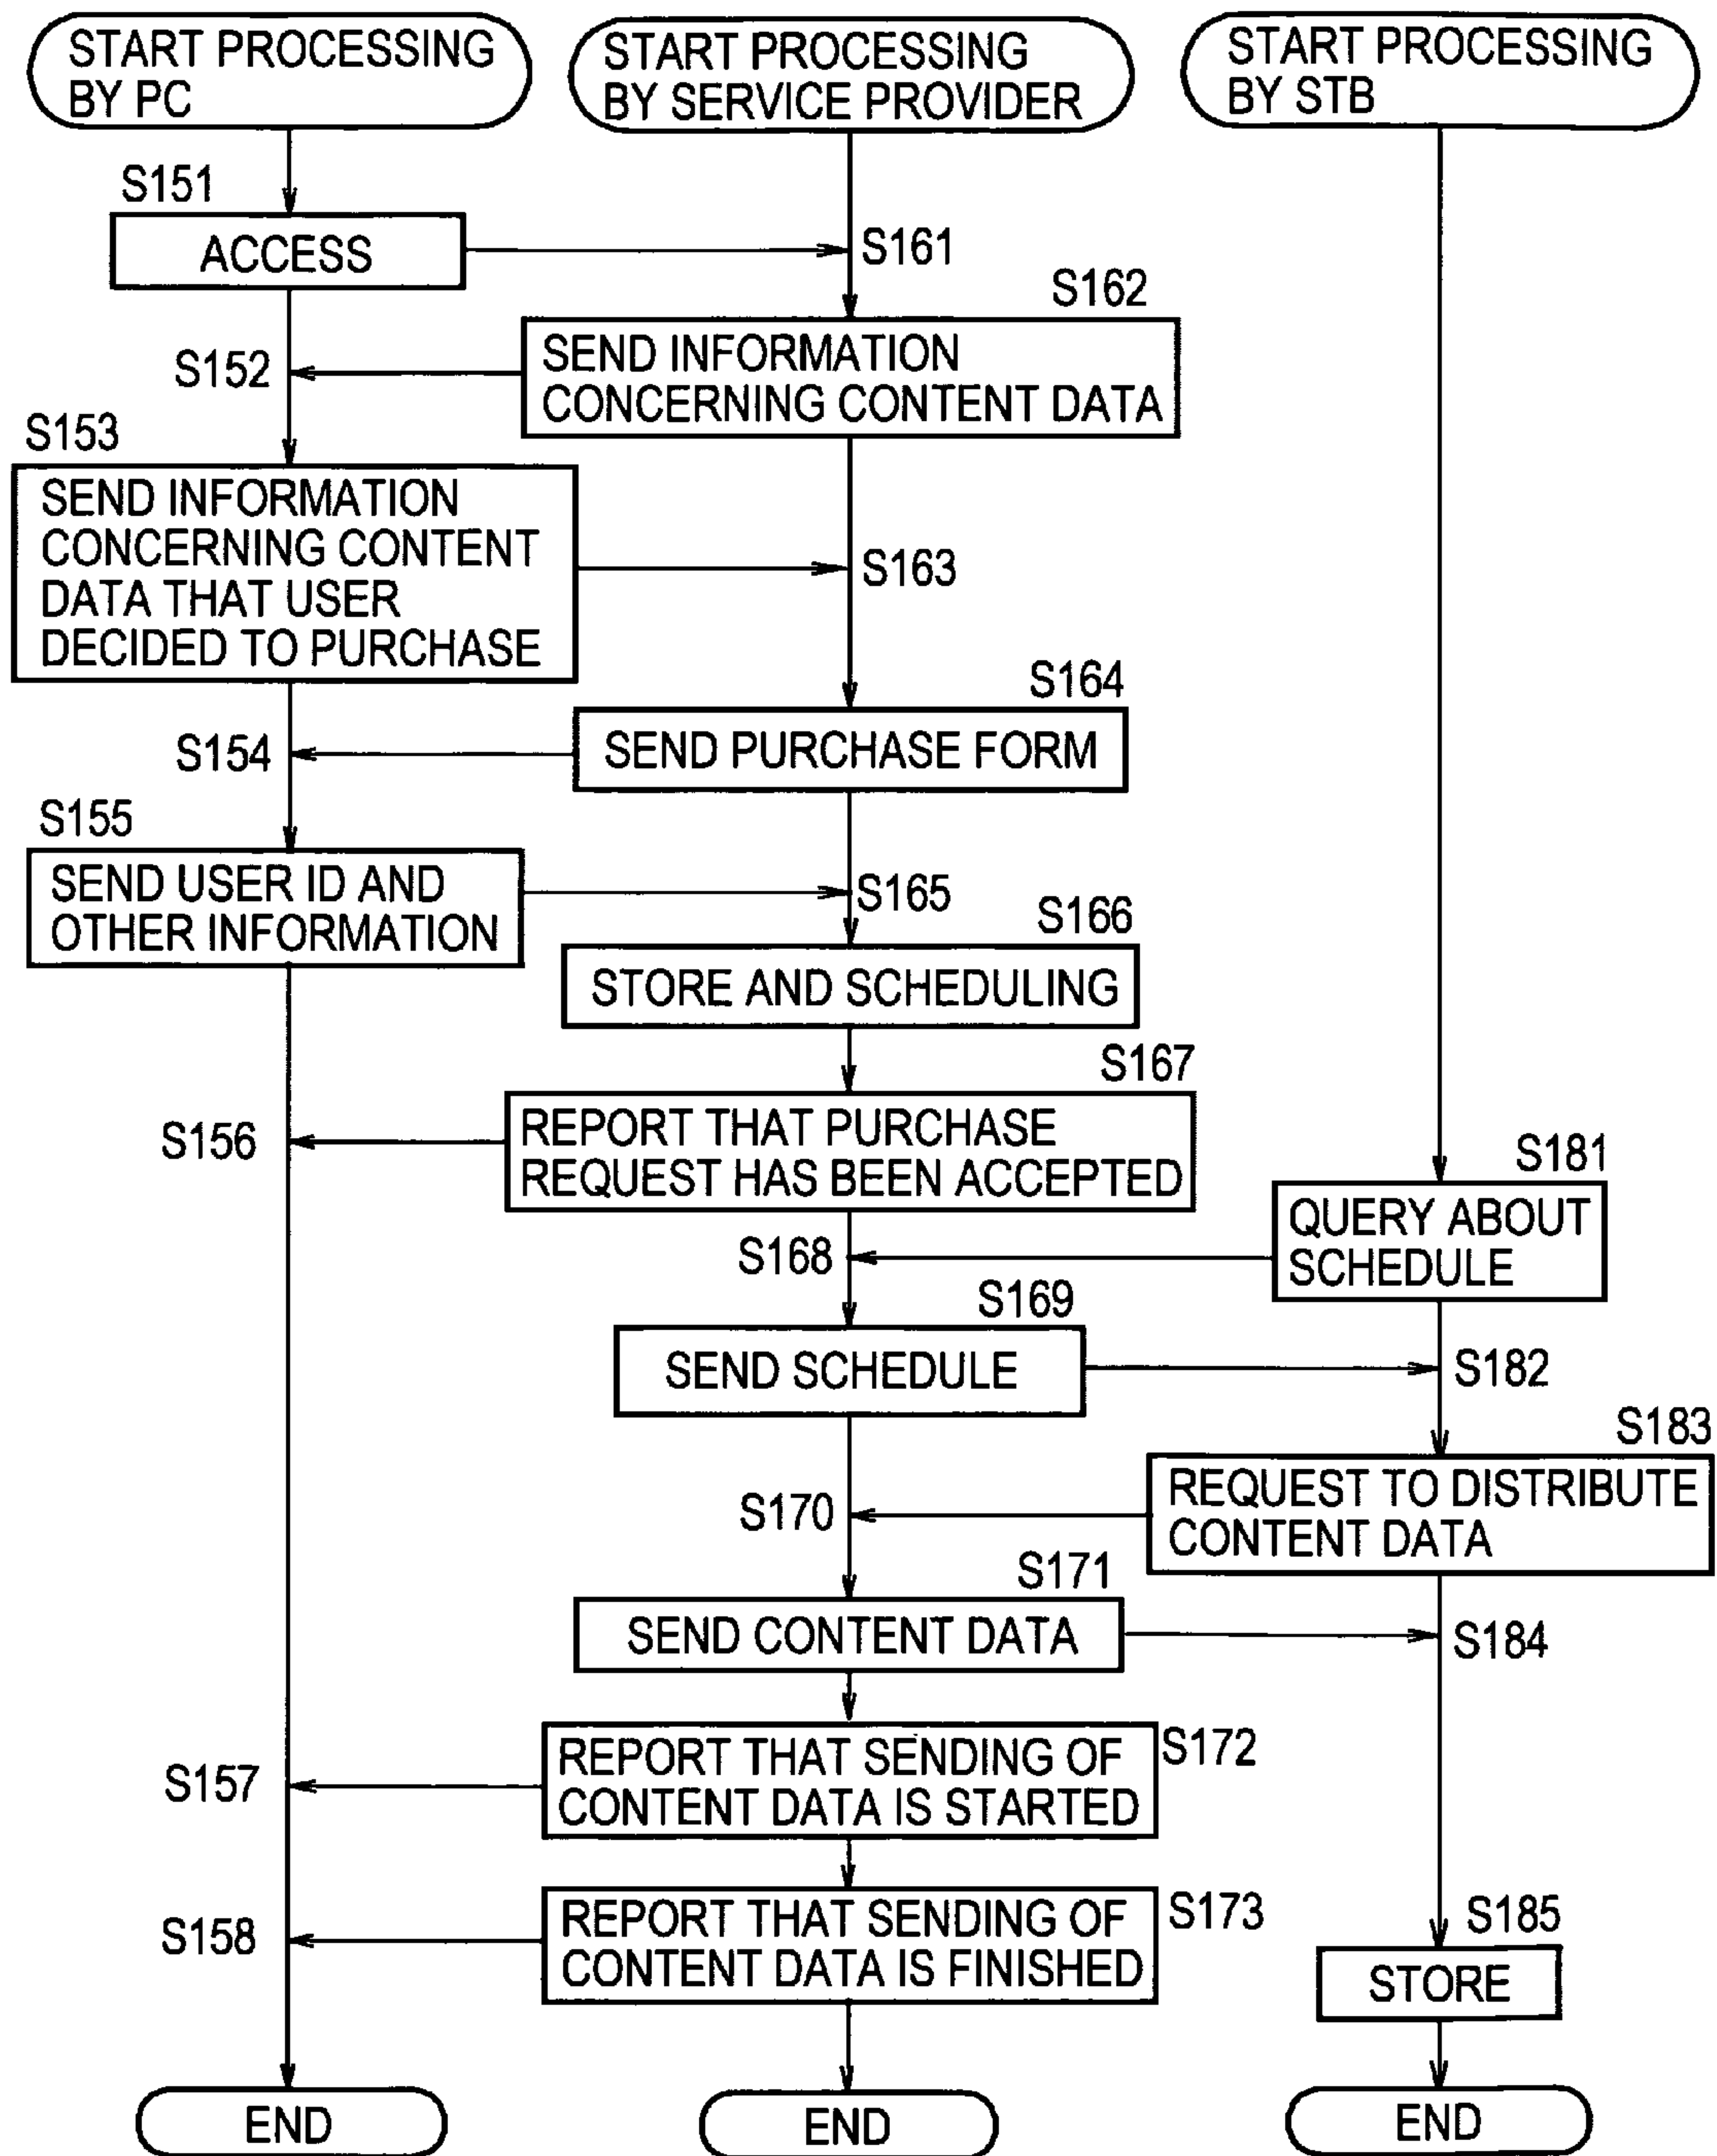 START PROCESSING
BY PC
START PROCESSING
BY SERVICE PROVIDER
START PROCESSING
BY STB
S151
ACCESS
S161
S162
SEND INFORMATION
CONCERNING CONTENT DATA
S152
S153
SEND INFORMATION
CONCERNING CONTENT
DATA THAT USER
DECIDED TO PURCHASE
S163
S164
SEND PURCHASE FORM
S154
S155
SEND USER ID AND
OTHER INFORMATION
S165
S166
STORE AND SCHEDULING
S167
REPORT THAT PURCHASE
REQUEST HAS BEEN ACCEPTED
S156
S181
QUERY ABOUT
SCHEDULE
S168
S169
SEND SCHEDULE
S182
S183
REQUEST TO DISTRIBUTE
CONTENT DATA
S170
S171
SEND CONTENT DATA
S184
S172
REPORT THAT SENDING OF
CONTENT DATA IS STARTED
S157
S173
REPORT THAT SENDING OF
CONTENT DATA IS FINISHED
S158
S185
STORE
END
END
END